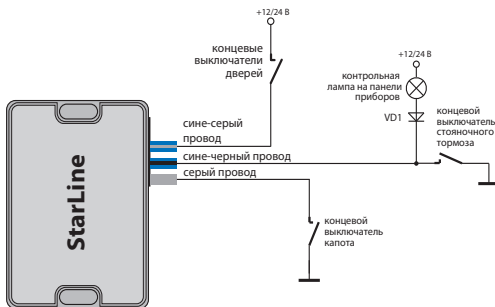 +12/24 В
концевые
выключатели
дверей
+12/24 В
контрольная
лампа на панели
приборов
VD1
концевой
выключатель
стояночного
тормоза
сине-серый
провод
сине-черный провод
серый провод
StarLine
концевой
выключатель
капота